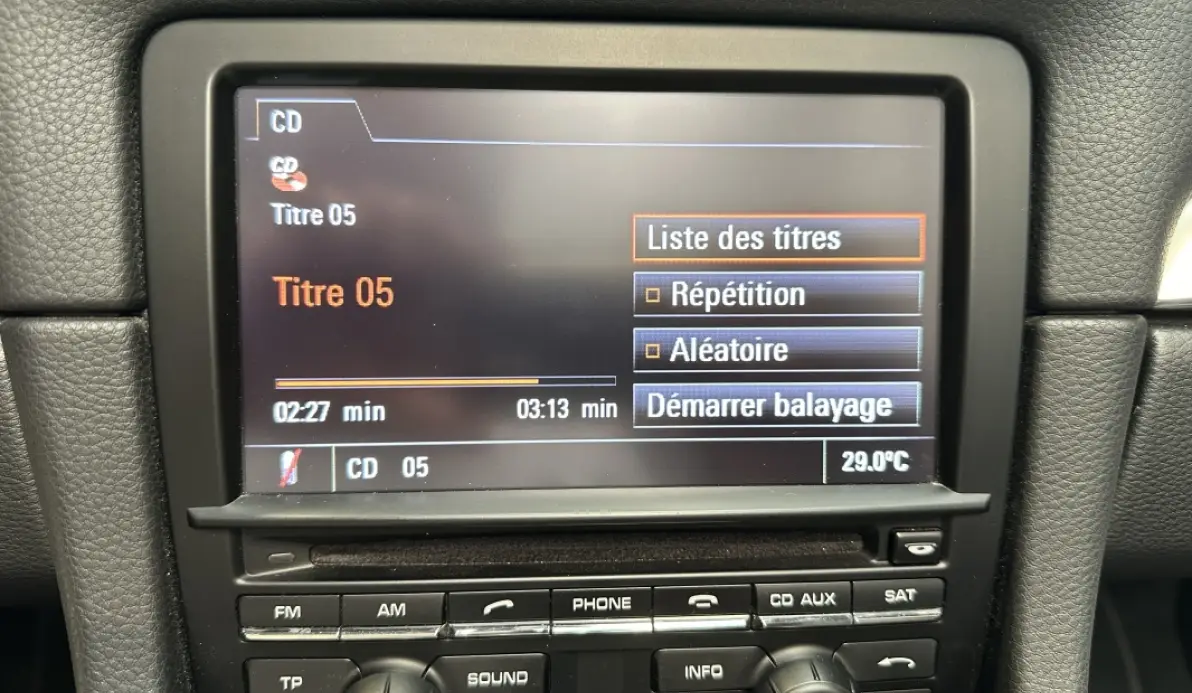 CD
CD
Titre 05
Liste des titres
Titre 05
Répétition
Aléatoire
02:27 min 03:13 min
Démarrer balayage
CD 05 29.0°C
FM AM PHONE CD AUX SAT
TP SOUND INFO